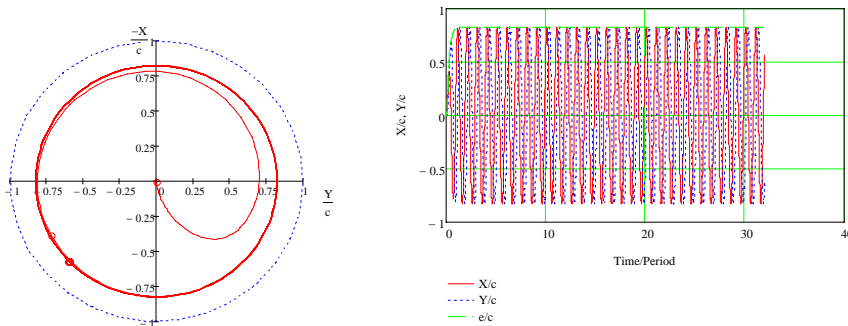 −X
c
1
0.75
0.5
0.25
−1 −0.75 −0.5 −0.25 0 0.25 0.5 0.75 1
Y
c
−0.25
−0.5
−0.75
−1
1
0.5
0
−0.5
−1
X/c, Y/c
0 10 20 30 40
Time/Period
X/c
Y/c
e/c